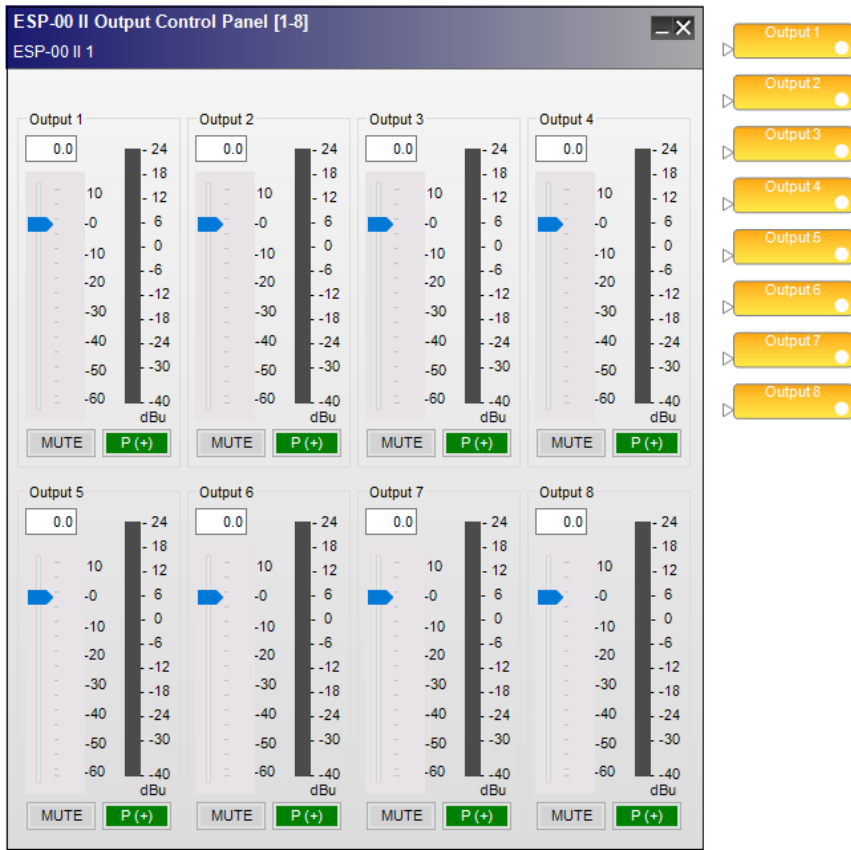 ESP-00 II Output Control Panel [1-8]
ESP-00 II 1
Output 1 Output 2 Output 3 Output 4
0.0 0.0 0.0 0.0
- 24 - 24 - 24 - 24
- 18 - 18 - 18 - 18
10 - 12 10 - 12 10 - 12 10 - 12
-0 - 6 -0 - 6 -0 - 6 -0 - 6
- 0 - 0 - 0 - 0
-10 - -6 -10 - -6 -10 - -6 -10 - -6
-20 - -12 -20 - -12 -20 - -12 -20 - -12
-30 - -18 -30 - -18 -30 - -18 -30 - -18
-40 - -24 -40 - -24 -40 - -24 -40 - -24
-50 - -30 -50 - -30 -50 - -30 -50 - -30
-60 - -40 -60 - -40 -60 - -40 -60 - -40
dBu dBu dBu dBu
MUTE P (+) MUTE P (+) MUTE P (+) MUTE P (+)
Output 5 Output 6 Output 7 Output 8
0.0 0.0 0.0 0.0
- 24 - 24 - 24 - 24
- 18 - 18 - 18 - 18
10 - 12 10 - 12 10 - 12 10 - 12
-0 - 6 -0 - 6 -0 - 6 -0 - 6
- 0 - 0 - 0 - 0
-10 - -6 -10 - -6 -10 - -6 -10 - -6
-20 - -12 -20 - -12 -20 - -12 -20 - -12
-30 - -18 -30 - -18 -30 - -18 -30 - -18
-40 - -24 -40 - -24 -40 - -24 -40 - -24
-50 - -30 -50 - -30 -50 - -30 -50 - -30
-60 - -40 -60 - -40 -60 - -40 -60 - -40
dBu dBu dBu dBu
MUTE P (+) MUTE P (+) MUTE P (+) MUTE P (+)
Output 1
Output 2
Output 3
Output 4
Output 5
Output 6
Output 7
Output 8